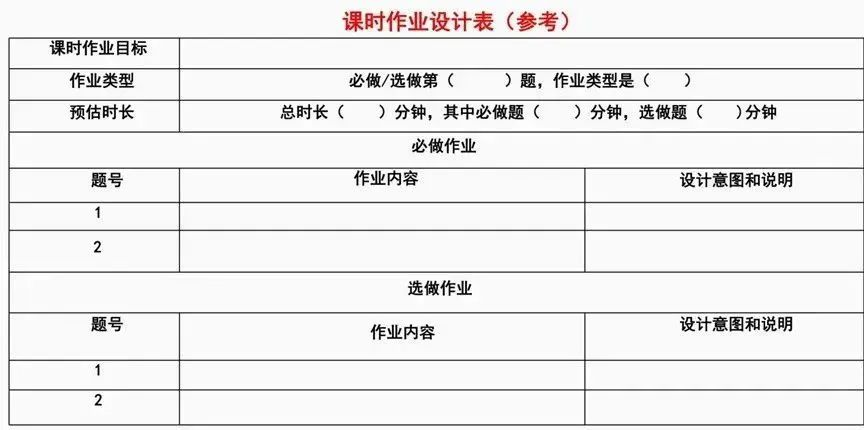 课时作业设计表（参考）
课时作业目标
作业类型 必做/选做第（ ）题，作业类型是（ ）
预估时长 总时长（ ）分钟，其中必做题（ ）分钟，选做题（ ）分钟
必做作业
题号 作业内容 设计意图和说明
1
2
选做作业
题号 作业内容 设计意图和说明
1
2